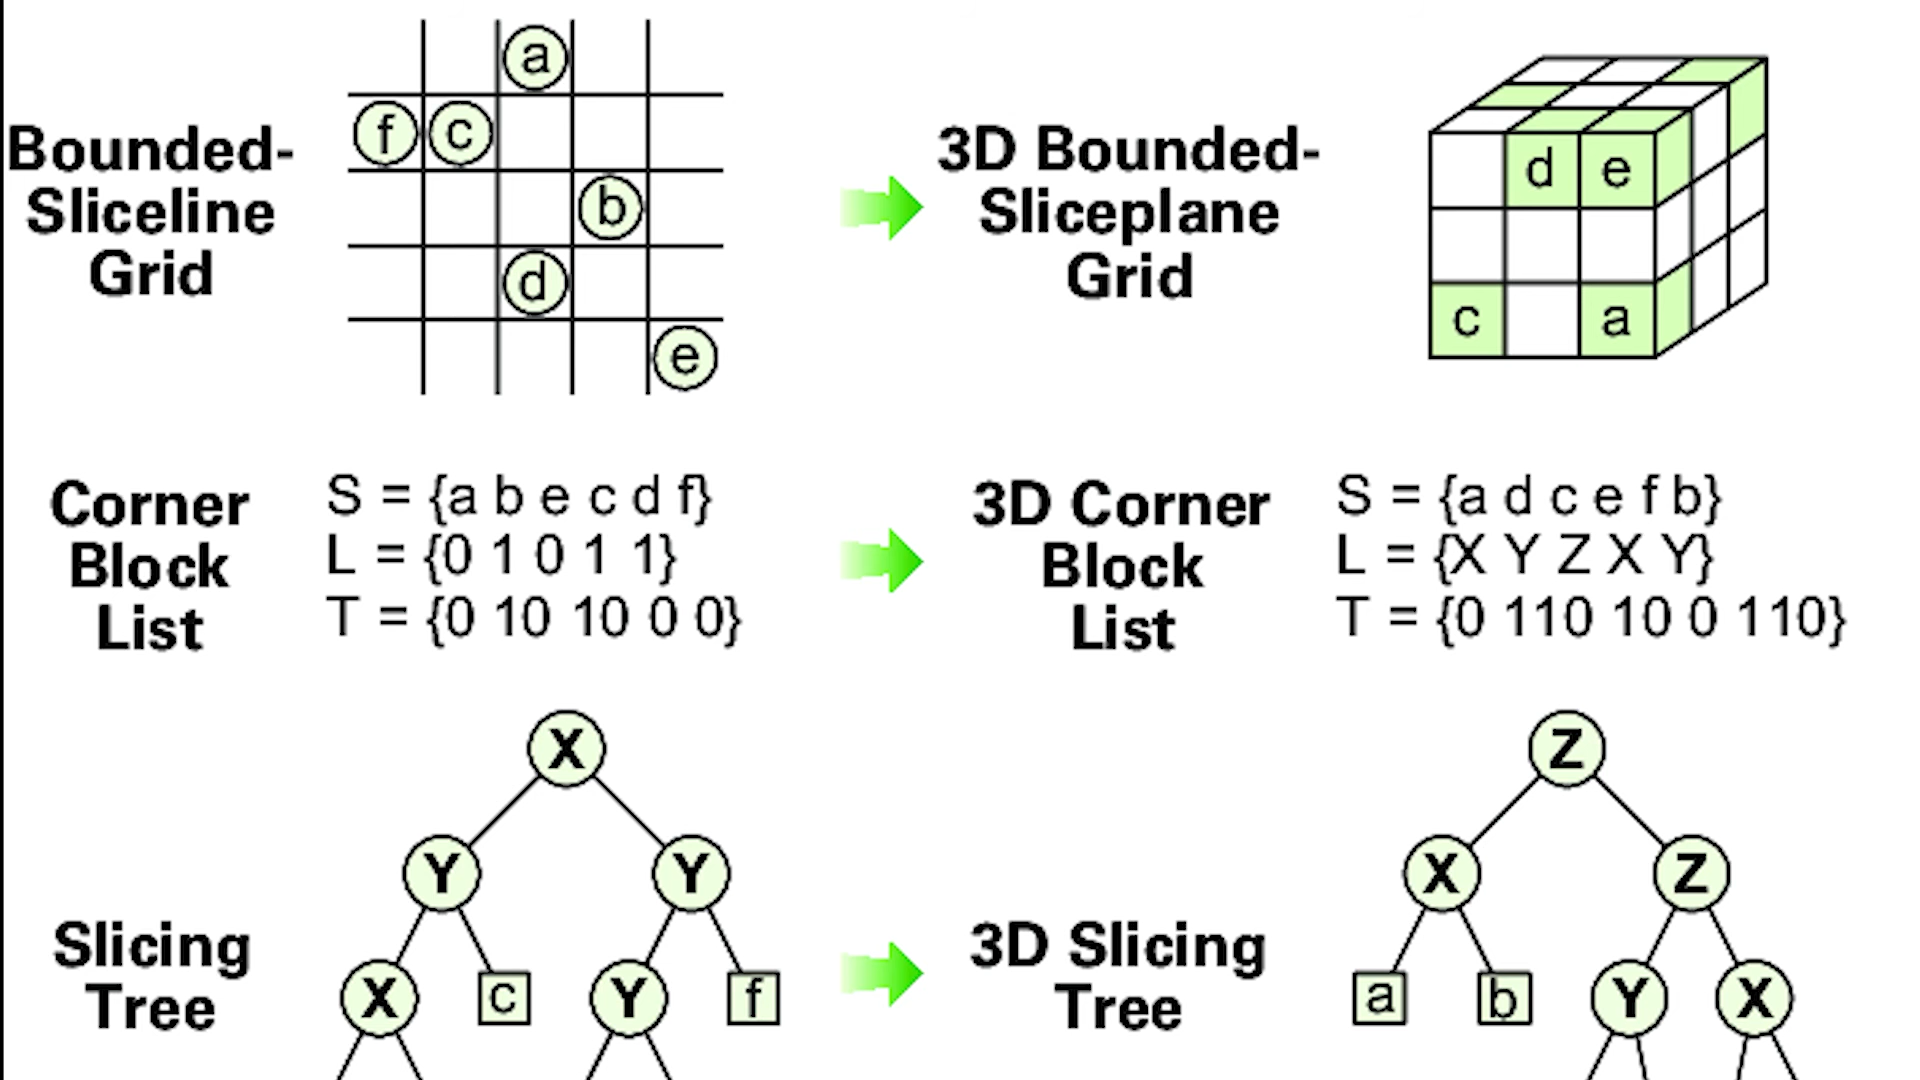 Bounded-
Sliceline
Grid
a
f c
b
d
e
3D Bounded-
Sliceplane
Grid
d e
c a
Corner
Block
List
S = {a b e c d f}
L = {0 1 0 1 1}
T = {0 10 10 0 0}
3D Corner
Block
List
S = {a d c e f b}
L = {X Y Z X Y}
T = {0 110 10 0 110}
Slicing
Tree
X
Y Y
X c Y f
3D Slicing
Tree
Z
X Z
a b Y X